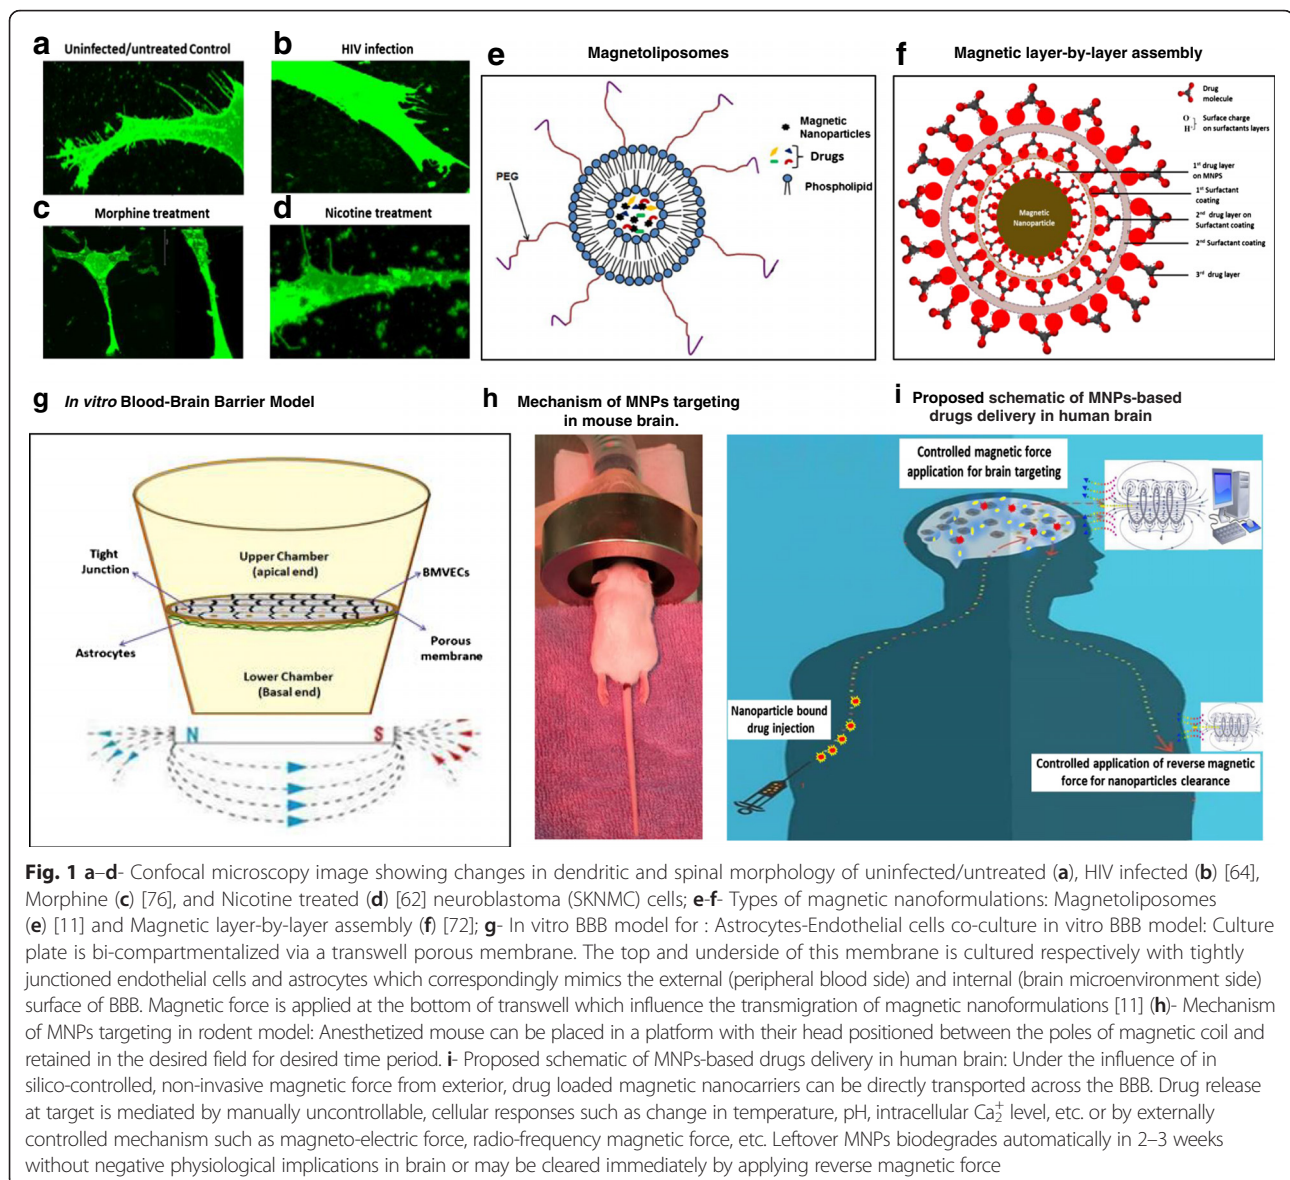 a Uninfected/untreated Control
b HIV infection
c Morphine treatment
d Nicotine treatment
e Magnetoliposomes
PEG
Magnetic
Nanoparticles
Drugs
Phospholipid
f Magnetic layer-by-layer assembly
Drug
molecule
O⁻
H⁺
Surface charge
on surfactants layers
1st drug layer
on MNPS
1st Surfactant
coating
2nd drug layer on
Surfactant coating
2nd Surfactant coating
3rd drug layer
Magnetic
Nanoparticle
g In vitro Blood-Brain Barrier Model
Upper Chamber
(apical end)
Tight
Junction
BMVECs
Astrocytes
Porous
membrane
Lower Chamber
(Basal end)
N
S
h Mechanism of MNPs targeting
in mouse brain.
i Proposed schematic of MNPs-based
drugs delivery in human brain
Controlled magnetic force
application for brain targeting
Nanoparticle bound
drug injection
Controlled application of reverse magnetic
force for nanoparticles clearance
Fig. 1 a–d- Confocal microscopy image showing changes in dendritic and spinal morphology of uninfected/untreated (a), HIV infected (b) [64],
Morphine (c) [76], and Nicotine treated (d) [62] neuroblastoma (SKNMC) cells; e-f- Types of magnetic nanoformulations: Magnetoliposomes
(e) [11] and Magnetic layer-by-layer assembly (f) [72]; g- In vitro BBB model for : Astrocytes-Endothelial cells co-culture in vitro BBB model: Culture
plate is bi-compartmentalized via a transwell porous membrane. The top and underside of this membrane is cultured respectively with tightly
junctioned endothelial cells and astrocytes which correspondingly mimics the external (peripheral blood side) and internal (brain microenvironment side)
surface of BBB. Magnetic force is applied at the bottom of transwell which influence the transmigration of magnetic nanoformulations [11] (h)- Mechanism
of MNPs targeting in rodent model: Anesthetized mouse can be placed in a platform with their head positioned between the poles of magnetic coil and
retained in the desired field for desired time period. i- Proposed schematic of MNPs-based drugs delivery in human brain: Under the influence of in
silico-controlled, non-invasive magnetic force from exterior, drug loaded magnetic nanocarriers can be directly transported across the BBB. Drug release
at target is mediated by manually uncontrollable, cellular responses such as change in temperature, pH, intracellular Ca₂⁺ level, etc. or by externally
controlled mechanism such as magneto-electric force, radio-frequency magnetic force, etc. Leftover MNPs biodegrades automatically in 2–3 weeks
without negative physiological implications in brain or may be cleared immediately by applying reverse magnetic force